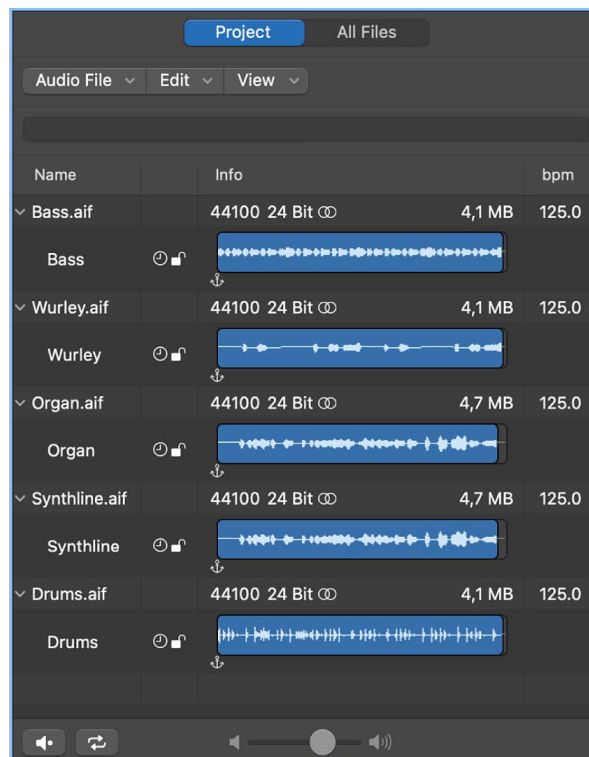 Project All Files
Audio File Edit View
Name Info bpm
Bass.aif 44100 24 Bit 4,1 MB 125.0
Bass
Wurley.aif 44100 24 Bit 4,1 MB 125.0
Wurley
Organ.aif 44100 24 Bit 4,7 MB 125.0
Organ
Synthline.aif 44100 24 Bit 4,7 MB 125.0
Synthline
Drums.aif 44100 24 Bit 4,1 MB 125.0
Drums